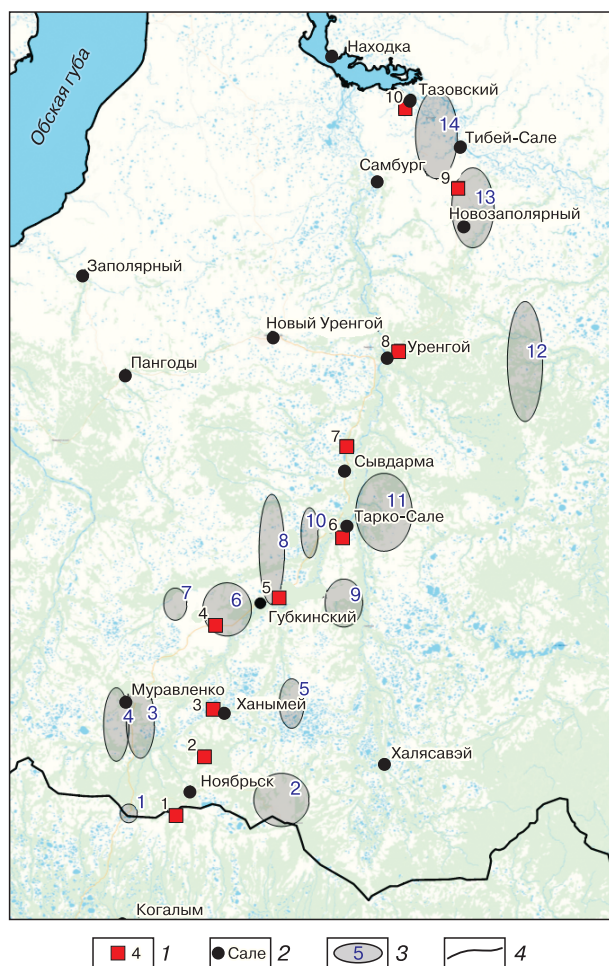 Находка
Обская губа
Тазовский
10
14
Тибей-Сале
Самбург
9
13
Новозаполярный
Заполярный
Новый Уренгой
8
Уренгой
12
Пангоды
7
Сывдарма
11
10
Тарко-Сале
6
8
7
6
5
9
4
Губкинский
Муравленко
5
4
3
3
Ханымей
2
Халясавэй
Ноябрьск
2
1
1
Когалым
4 1
Сале 2
5 3
4